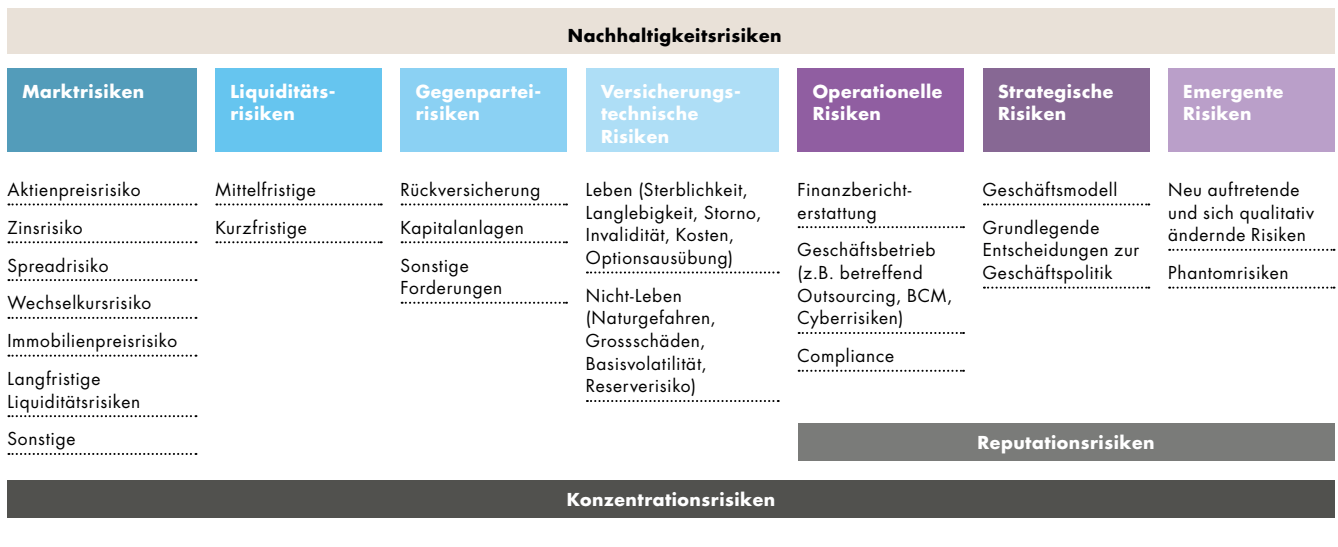 Nachhaltigkeitsrisiken
Marktrisiken
Aktienpreisrisiko
Zinsrisiko
Spreadrisiko
Wechselkursrisiko
Immobilienpreisrisiko
Langfristige
Liquiditätsrisiken
Sonstige
Liquiditäts-
risiken
Mittelfristige
Kurzfristige
Gegenpartei-
risiken
Rückversicherung
Kapitalanlagen
Sonstige
Forderungen
Versicherungs-
technische
Risiken
Leben (Sterblichkeit,
Langlebigkeit, Storno,
Invalidität, Kosten,
Optionsausübung)
Nicht-Leben
(Naturgefahren,
Grossschäden,
Basisvolatilität,
Reserverisiko)
Operationelle
Risiken
Finanzbericht-
erstattung
Geschäftsbetrieb
(z.B. betreffend
Outsourcing, BCM,
Cyberrisiken)
Compliance
Strategische
Risiken
Geschäftsmodell
Grundlegende
Entscheidungen zur
Geschäftspolitik
Emergente
Risiken
Neu auftretende
und sich qualitativ
ändernde Risiken
Phantomrisiken
Reputationsrisiken
Konzentrationsrisiken